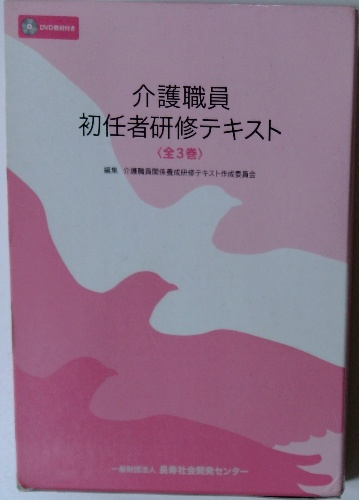 DVD教材付き
介護職員
初任者研修テキスト
〈全3巻〉
編集 介護職員関係養成研修テキスト作成委員会
一般財団法人 長寿社会開発センター